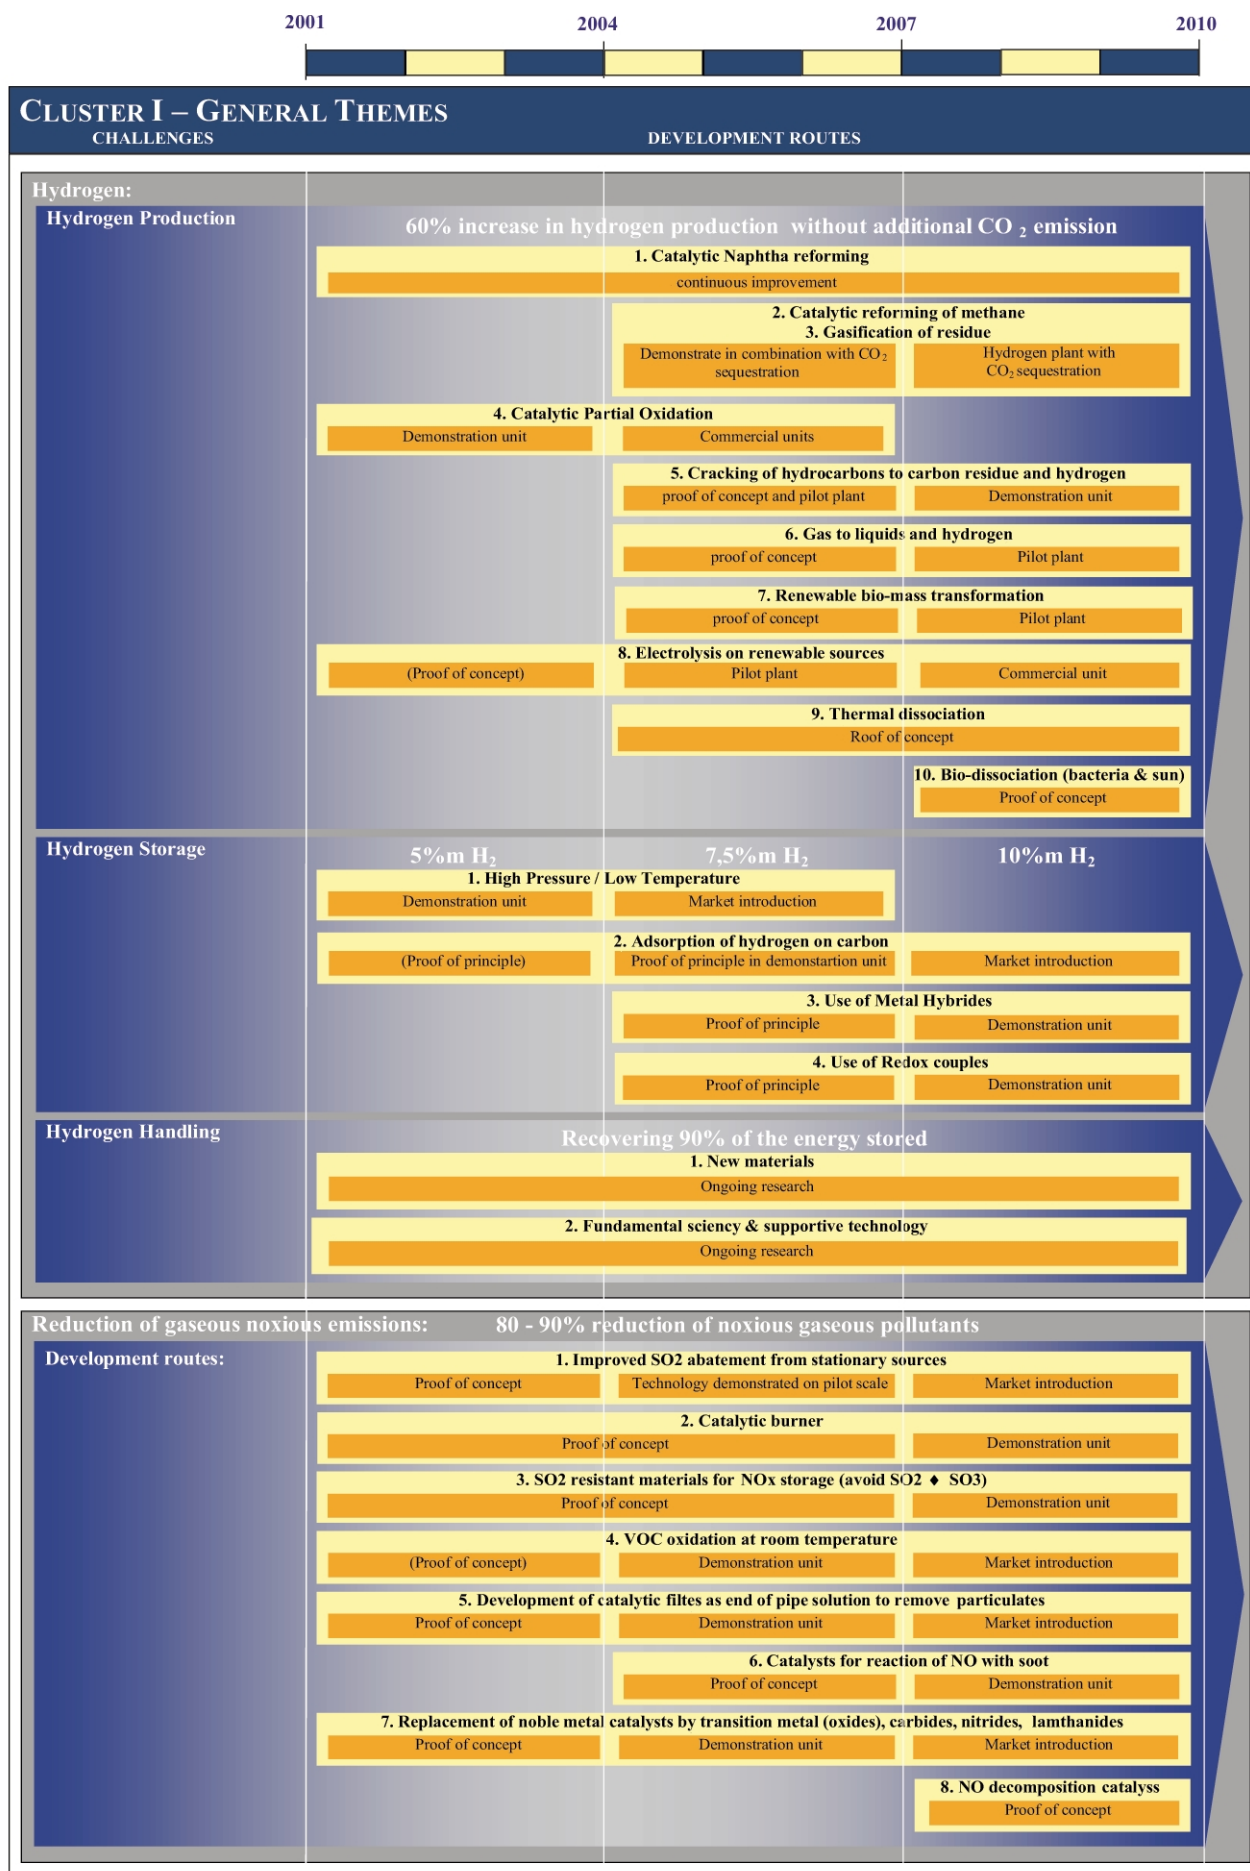 2001 2004 2007 2010
CLUSTER I – GENERAL THEMES
CHALLENGES DEVELOPMENT ROUTES
Hydrogen:
Hydrogen Production
60% increase in hydrogen production without additional CO 2 emission
1. Catalytic Naphtha reforming
continuous improvement
2. Catalytic reforming of methane
3. Gasification of residue
Demonstrate in combination with CO2 sequestration
Hydrogen plant with CO2 sequestration
4. Catalytic Partial Oxidation
Demonstration unit Commercial units
5. Cracking of hydrocarbons to carbon residue and hydrogen
proof of concept and pilot plant Demonstration unit
6. Gas to liquids and hydrogen
proof of concept Pilot plant
7. Renewable bio-mass transformation
proof of concept Pilot plant
8. Electrolysis on renewable sources
(Proof of concept) Pilot plant Commercial unit
9. Thermal dissociation
Roof of concept
10. Bio-dissociation (bacteria & sun)
Proof of concept
Hydrogen Storage
5%m H2 7,5%m H2 10%m H2
1. High Pressure / Low Temperature
Demonstration unit Market introduction
2. Adsorption of hydrogen on carbon
(Proof of principle) Proof of principle in demonstartion unit Market introduction
3. Use of Metal Hybrides
Proof of principle Demonstration unit
4. Use of Redox couples
Proof of principle Demonstration unit
Hydrogen Handling
Recovering 90% of the energy stored
1. New materials
Ongoing research
2. Fundamental sciency & supportive technology
Ongoing research
Reduction of gaseous noxious emissions: 80 - 90% reduction of noxious gaseous pollutants
Development routes:
1. Improved SO2 abatement from stationary sources
Proof of concept Technology demonstrated on pilot scale Market introduction
2. Catalytic burner
Proof of concept Demonstration unit
3. SO2 resistant materials for NOx storage (avoid SO2 ♦ SO3)
Proof of concept Demonstration unit
4. VOC oxidation at room temperature
(Proof of concept) Demonstration unit Market introduction
5. Development of catalytic filtes as end of pipe solution to remove particulates
Proof of concept Demonstration unit Market introduction
6. Catalysts for reaction of NO with soot
Proof of concept Demonstration unit
7. Replacement of noble metal catalysts by transition metal (oxides), carbides, nitrides, lamthanides
Proof of concept Demonstration unit Market introduction
8. NO decomposition catalyss
Proof of concept